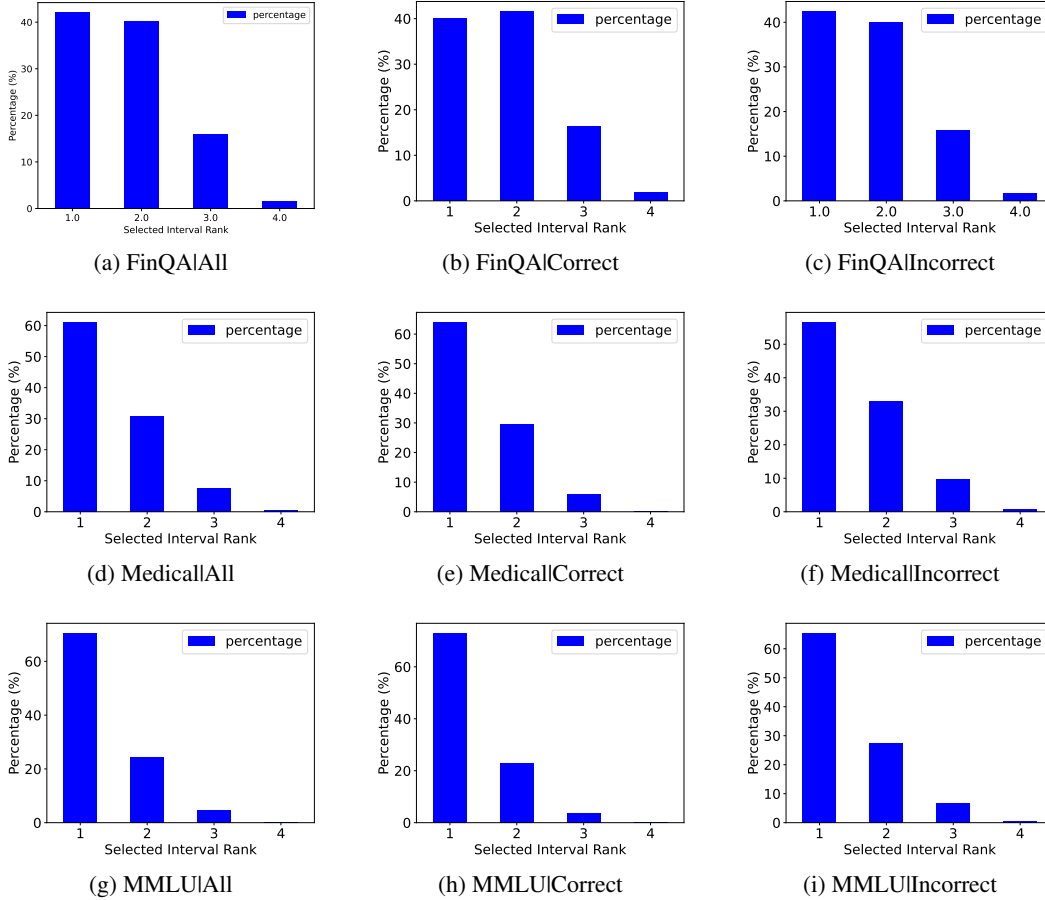 percentage
Percentage (%)
40
20
10
0
1.0 2.0 3.0 4.0
Selected Interval Rank
(a) FinQA|All
percentage
Percentage (%)
40
30
20
10
0
1 2 3 4
Selected Interval Rank
(b) FinQA|Correct
percentage
Percentage (%)
40
30
20
10
0
1.0 2.0 3.0 4.0
Selected Interval Rank
(c) FinQA|Incorrect
percentage
Percentage (%)
60
50
40
30
20
10
0
1 2 3 4
Selected Interval Rank
(d) Medical|All
percentage
Percentage (%)
60
50
40
30
20
10
0
1 2 3 4
Selected Interval Rank
(e) Medical|Correct
percentage
Percentage (%)
50
40
30
20
10
0
1 2 3 4
Selected Interval Rank
(f) Medical|Incorrect
percentage
Percentage (%)
60
40
20
0
1 2 3 4
Selected Interval Rank
(g) MMLU|All
percentage
Percentage (%)
60
40
20
0
1 2 3 4
Selected Interval Rank
(h) MMLU|Correct
percentage
Percentage (%)
60
50
40
30
20
10
0
1 2 3 4
Selected Interval Rank
(i) MMLU|Incorrect